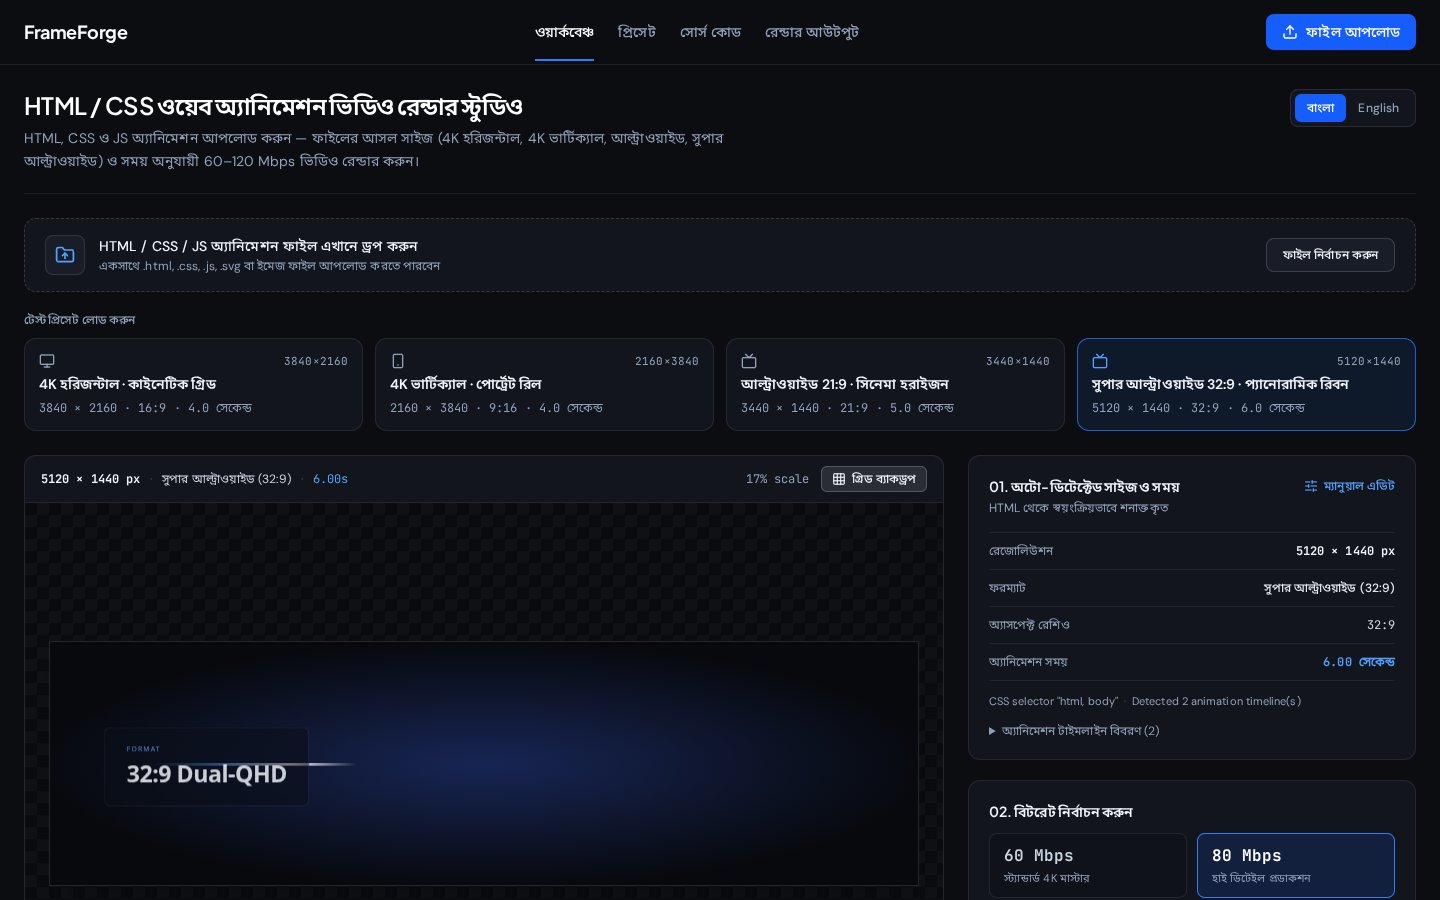 FrameForge
ওয়ার্কবেঞ্চ
প্রিসেট
সোর্স কোড
রেন্ডার আউটপুট
ফাইল আপলোড
HTML / CSS ওয়েব অ্যানিমেশন ভিডিও রেন্ডার স্টুডিও
বাংলা
English
HTML, CSS ও JS অ্যানিমেশন আপলোড করুন — ফাইলের আসল সাইজ (4K হরিজন্টাল, 4K ভার্টিক্যাল, আল্ট্রাওয়াইড, সুপার
আল্ট্রাওয়াইড) ও সময় অনুযায়ী 60–120 Mbps ভিডিও রেন্ডার করুন।
HTML / CSS / JS অ্যানিমেশন ফাইল এখানে ড্রপ করুন
একসাথে .html, .css, .js, .svg বা ইমেজ ফাইল আপলোড করতে পারবেন
ফাইল নির্বাচন করুন
টেস্ট প্রিসেট লোড করুন
3840×2160
4K হরিজন্টাল · কাইনেটিক গ্রিড
3840 × 2160 · 16:9 · 4.0 সেকেন্ড
2160×3840
4K ভার্টিক্যাল · পোর্ট্রেট রিল
2160 × 3840 · 9:16 · 4.0 সেকেন্ড
3440×1440
আল্ট্রাওয়াইড 21:9 · সিনেমা হরাইজন
3440 × 1440 · 21:9 · 5.0 সেকেন্ড
5120×1440
সুপার আল্ট্রাওয়াইড 32:9 · প্যানোরামিক রিবন
5120 × 1440 · 32:9 · 6.0 সেকেন্ড
5120 × 1440 px · সুপার আল্ট্রাওয়াইড (32:9) · 6.00s
17% scale
গ্রিড ব্যাকড্রপ
FORMAT
32:9 Dual-QHD
01. অটো-ডিটেক্টেড সাইজ ও সময়
ম্যানুয়াল এডিট
HTML থেকে স্বয়ংক্রিয়ভাবে শনাক্তকৃত
রেজোলিউশন
5120 × 1440 px
ফরম্যাট
সুপার আল্ট্রাওয়াইড (32:9)
অ্যাসপেক্ট রেশিও
32:9
অ্যানিমেশন সময়
6.00 সেকেন্ড
CSS selector "html, body" · Detected 2 animation timeline(s)
অ্যানিমেশন টাইমলাইন বিবরণ (2)
02. বিটরেট নির্বাচন করুন
60 Mbps
স্ট্যান্ডার্ড 4K মাস্টার
80 Mbps
হাই ডিটেইল প্রডাকশন